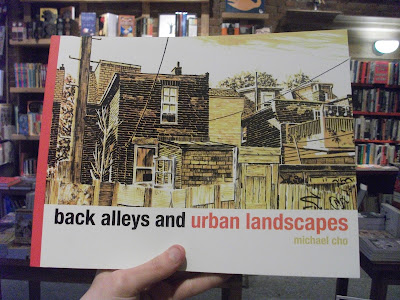 back alleys and urban landscapes
michael cho